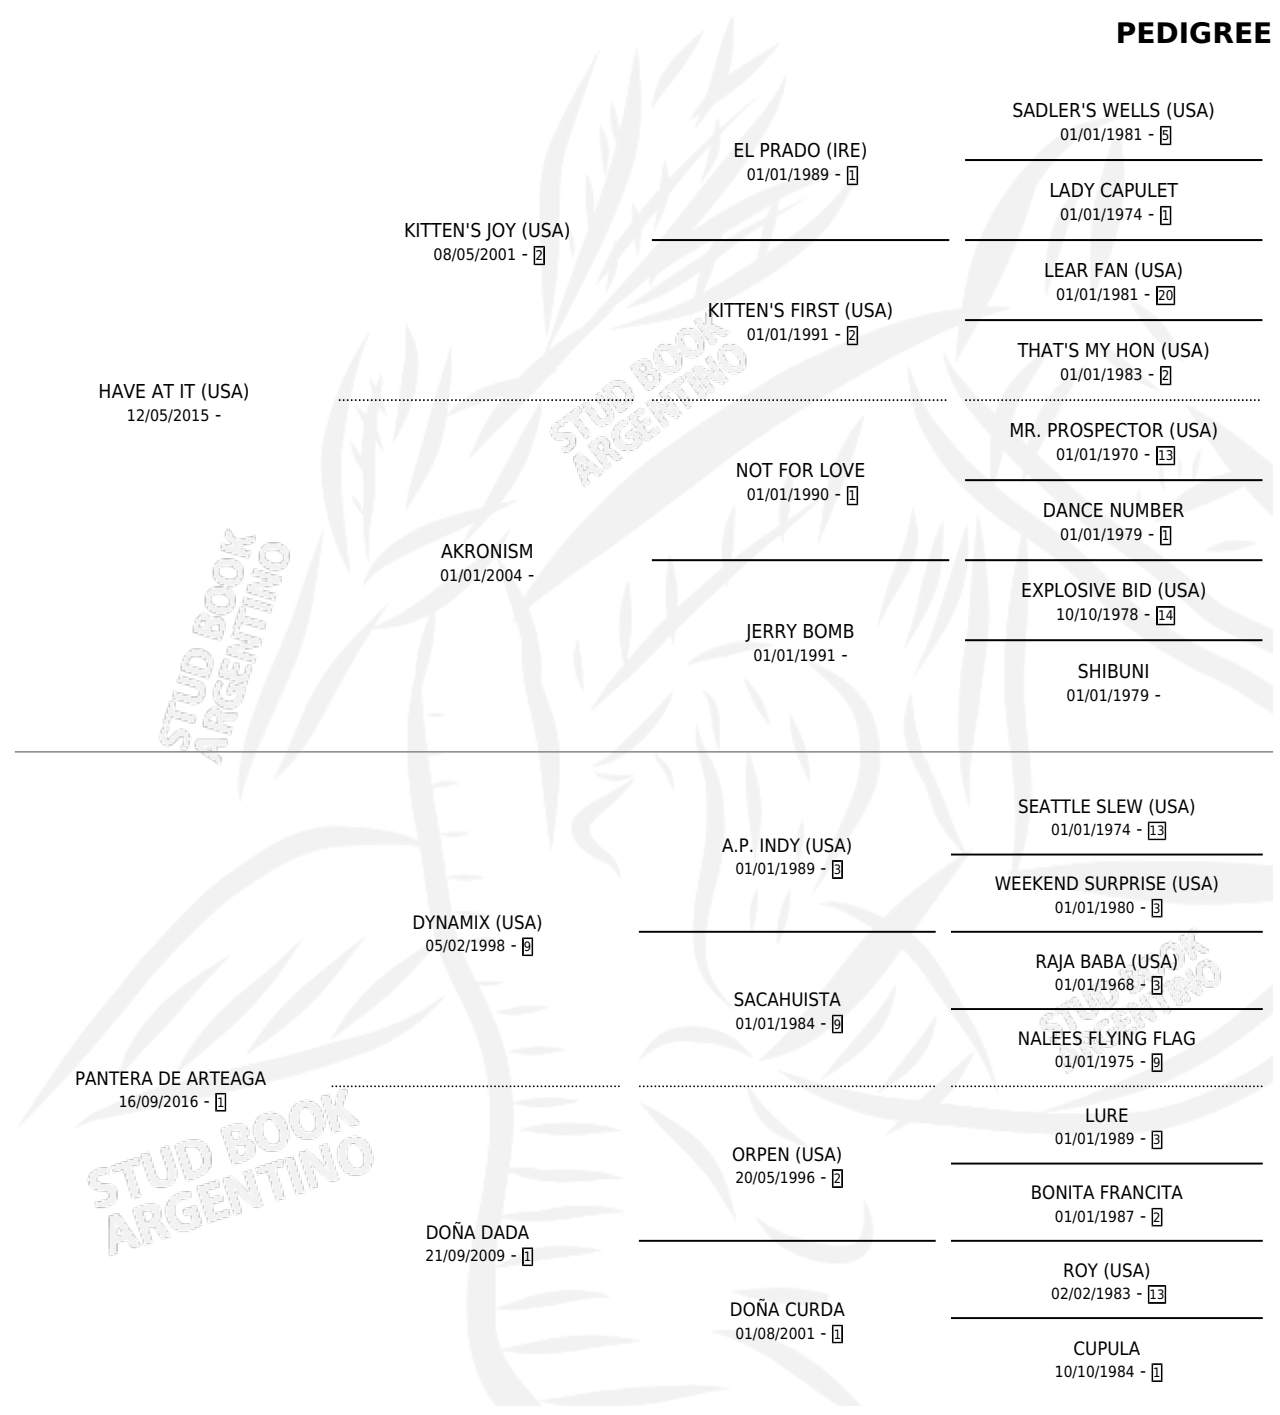 PEDIGREE
SADLER'S WELLS (USA)
01/01/1981 - 5
EL PRADO (IRE)
01/01/1989 - 1
LADY CAPULET
01/01/1974 - 1
KITTEN'S JOY (USA)
08/05/2001 - 2
LEAR FAN (USA)
01/01/1981 - 20
KITTEN'S FIRST (USA)
01/01/1991 - 2
THAT'S MY HON (USA)
01/01/1983 - 2
HAVE AT IT (USA)
12/05/2015 -
MR. PROSPECTOR (USA)
01/01/1970 - 13
NOT FOR LOVE
01/01/1990 - 1
DANCE NUMBER
01/01/1979 - 1
AKRONISM
01/01/2004 -
EXPLOSIVE BID (USA)
10/10/1978 - 14
JERRY BOMB
01/01/1991 -
SHIBUNI
01/01/1979 -
STUD BOOK
ARGENTINO
STUD BOOK
ARGENTINO
SEATTLE SLEW (USA)
01/01/1974 - 13
A.P. INDY (USA)
01/01/1989 - 3
WEEKEND SURPRISE (USA)
01/01/1980 - 3
DYNAMIX (USA)
05/02/1998 - 9
RAJA BABA (USA)
01/01/1968 - 3
SACAHUISTA
01/01/1984 - 9
NALEES FLYING FLAG
01/01/1975 - 9
PANTERA DE ARTEAGA
16/09/2016 - 1
LURE
01/01/1989 - 3
ORPEN (USA)
20/05/1996 - 2
BONITA FRANCITA
01/01/1987 - 2
DOÑA DADA
21/09/2009 - 1
ROY (USA)
02/02/1983 - 13
DOÑA CURDA
01/08/2001 - 1
CUPULA
10/10/1984 - 1
STUD BOOK
ARGENTINO
STUD BOOK
ARGENTINO